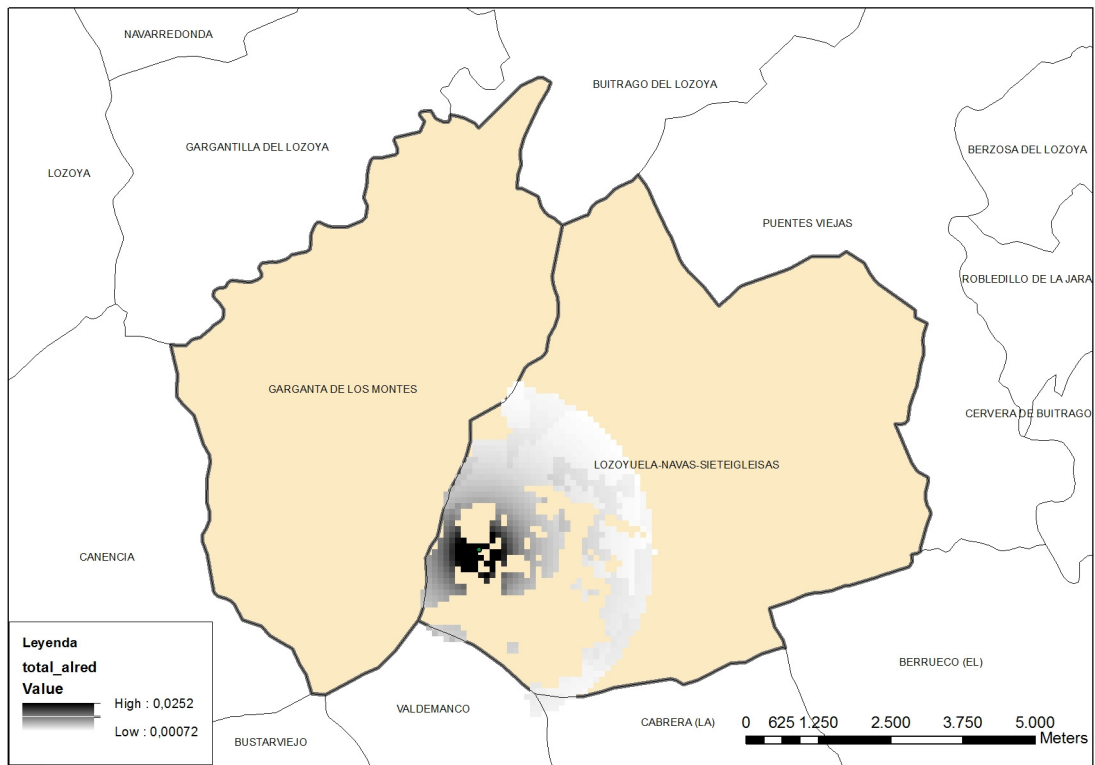 NAVARREDONDA
BUITRAGO DEL LOZOYA
GARGANTILLA DEL LOZOYA
BERZOSA DEL LOZOYA
LOZOYA
PUENTES VIEJAS
ROBLEDILLO DE LA JARA
GARGANTA DE LOS MONTES
CERVERA DE BUITRAGO
LOZOYUELA-NAVAS-SIETEIGLEISAS
CANENCIA
BERRUECO (EL)
VALDEMANCO
CABRERA (LA)
BUSTARVIEJO
Leyenda
total_alred
Value
High : 0,0252
Low : 0,00072
0 625 1.250 2.500 3.750 5.000
Meters